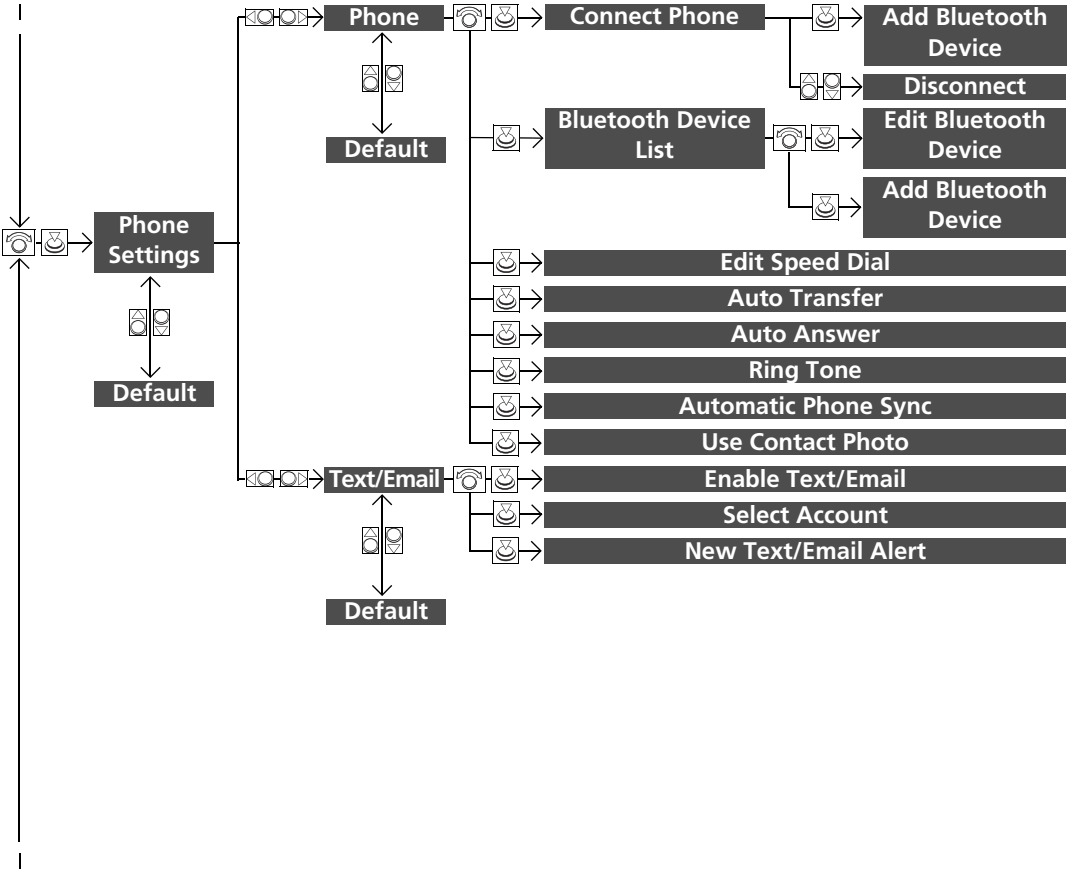 Phone
Connect Phone
Add Bluetooth
Device
Disconnect
Default
Bluetooth Device
List
Edit Bluetooth
Device
Add Bluetooth
Device
Phone
Settings
Default
Edit Speed Dial
Auto Transfer
Auto Answer
Ring Tone
Automatic Phone Sync
Use Contact Photo
Text/Email
Enable Text/Email
Select Account
New Text/Email Alert
Default